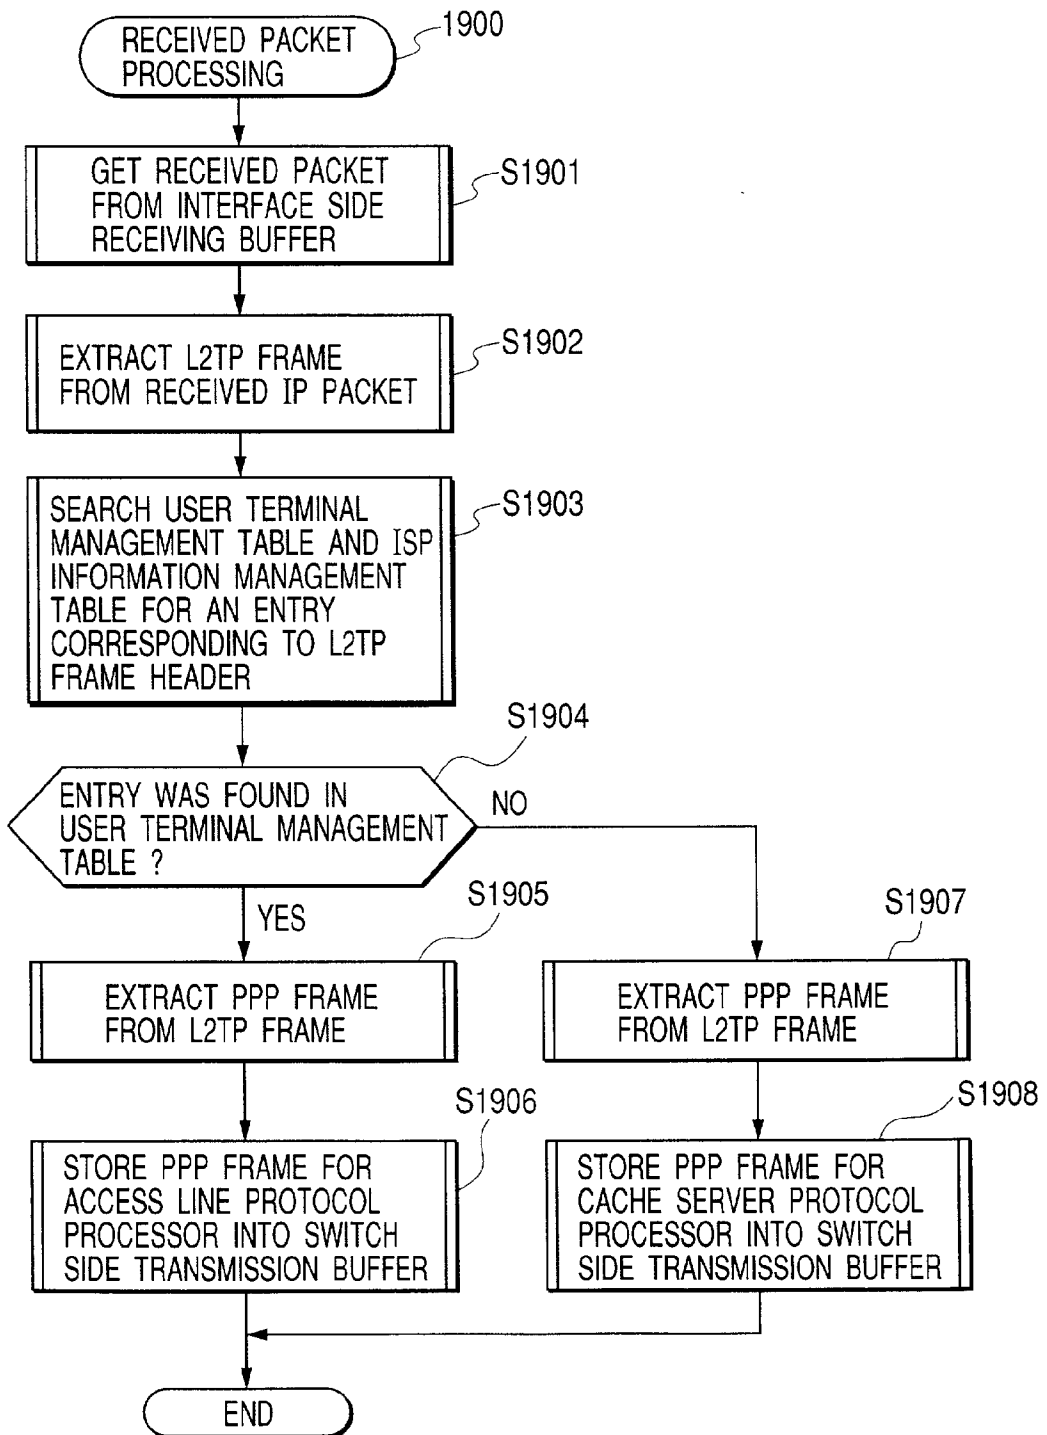 1900
RECEIVED PACKET
PROCESSING
S1901
GET RECEIVED PACKET
FROM INTERFACE SIDE
RECEIVING BUFFER
S1902
EXTRACT L2TP FRAME
FROM RECEIVED IP PACKET
S1903
SEARCH USER TERMINAL
MANAGEMENT TABLE AND ISP
INFORMATION MANAGEMENT
TABLE FOR AN ENTRY
CORRESPONDING TO L2TP
FRAME HEADER
S1904
ENTRY WAS FOUND IN
USER TERMINAL MANAGEMENT
TABLE ?
NO
YES
S1905
EXTRACT PPP FRAME
FROM L2TP FRAME
S1907
EXTRACT PPP FRAME
FROM L2TP FRAME
S1906
STORE PPP FRAME FOR
ACCESS LINE PROTOCOL
PROCESSOR INTO SWITCH
SIDE TRANSMISSION BUFFER
S1908
STORE PPP FRAME FOR
CACHE SERVER PROTOCOL
PROCESSOR INTO SWITCH
SIDE TRANSMISSION BUFFER
END